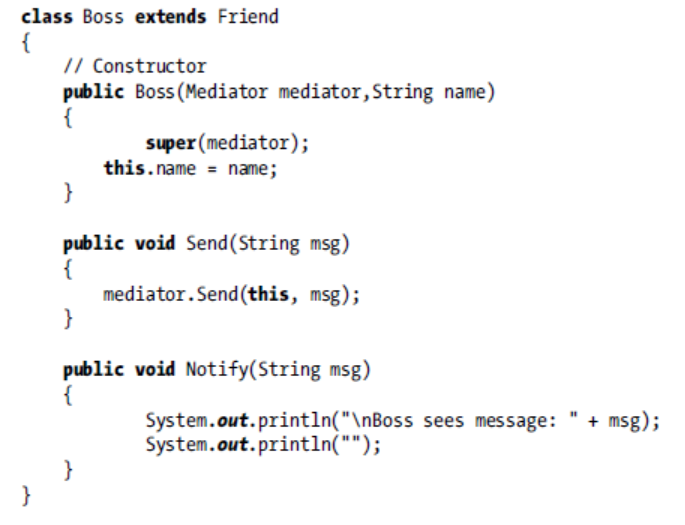 class Boss extends Friend
{
    // Constructor
    public Boss(Mediator mediator,String name)
    {
            super(mediator);
        this.name = name;
    }

    public void Send(String msg)
    {
        mediator.Send(this, msg);
    }

    public void Notify(String msg)
    {
            System.out.println("\nBoss sees message: " + msg);
            System.out.println("");
    }
}